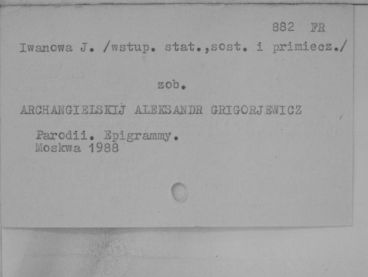 882 FR
Iwanowa J. /wstup. stat.,sost. i primiecz./
zob.
ARCHANGIELSKIJ ALEKSANDR GRIGORJEWICZ
Parodii. Epigrammy.
Moskwa 1988